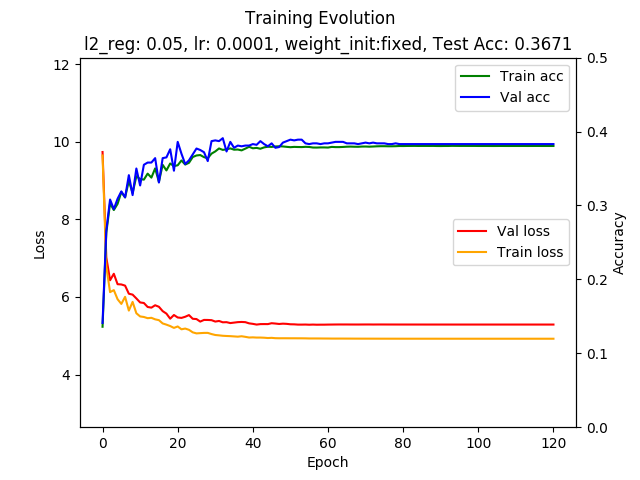 Training Evolution
l2_reg: 0.05, lr: 0.0001, weight_init:fixed, Test Acc: 0.3671
12
10
8
6
4
Loss
0.5
0.4
0.3
0.2
0.1
0.0
Accuracy
Train acc
Val acc
Val loss
Train loss
0 20 40 60 80 100 120
Epoch